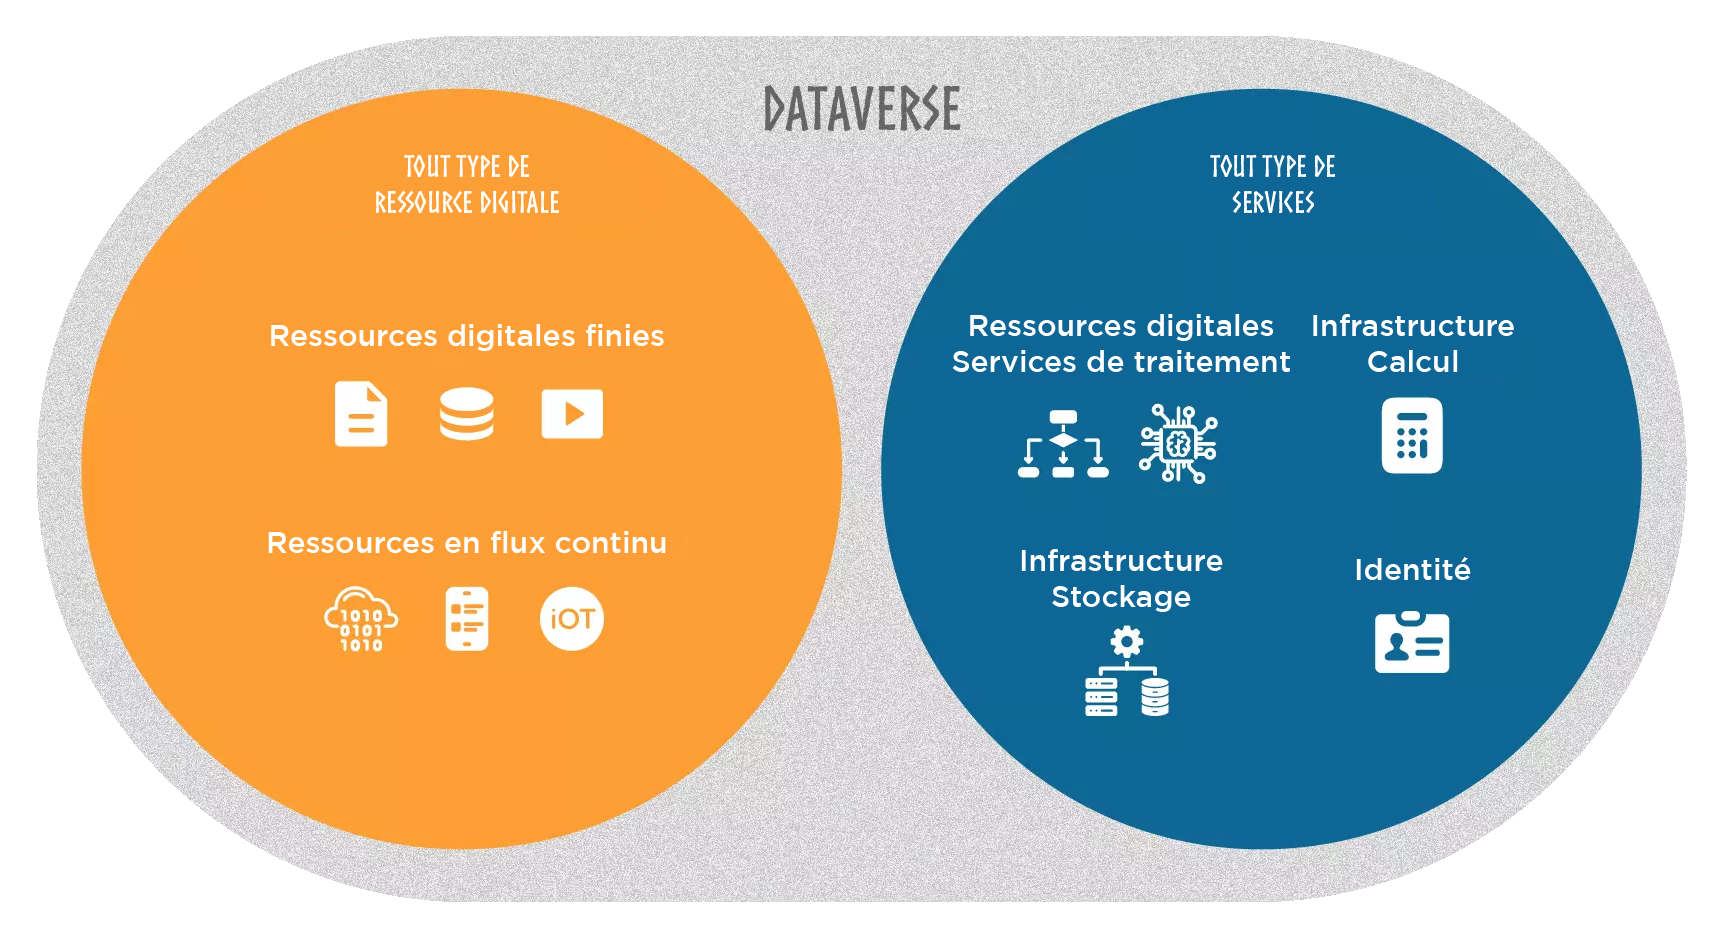 DATAVERSE
TOUT TYPE DE
RESSOURCE DIGITALE
Ressources digitales finies
Ressources en flux continu
1010
0101
1010
iOT
TOUT TYPE DE
SERVICES
Ressources digitales
Services de traitement
Infrastructure
Calcul
Infrastructure
Stockage
Identité